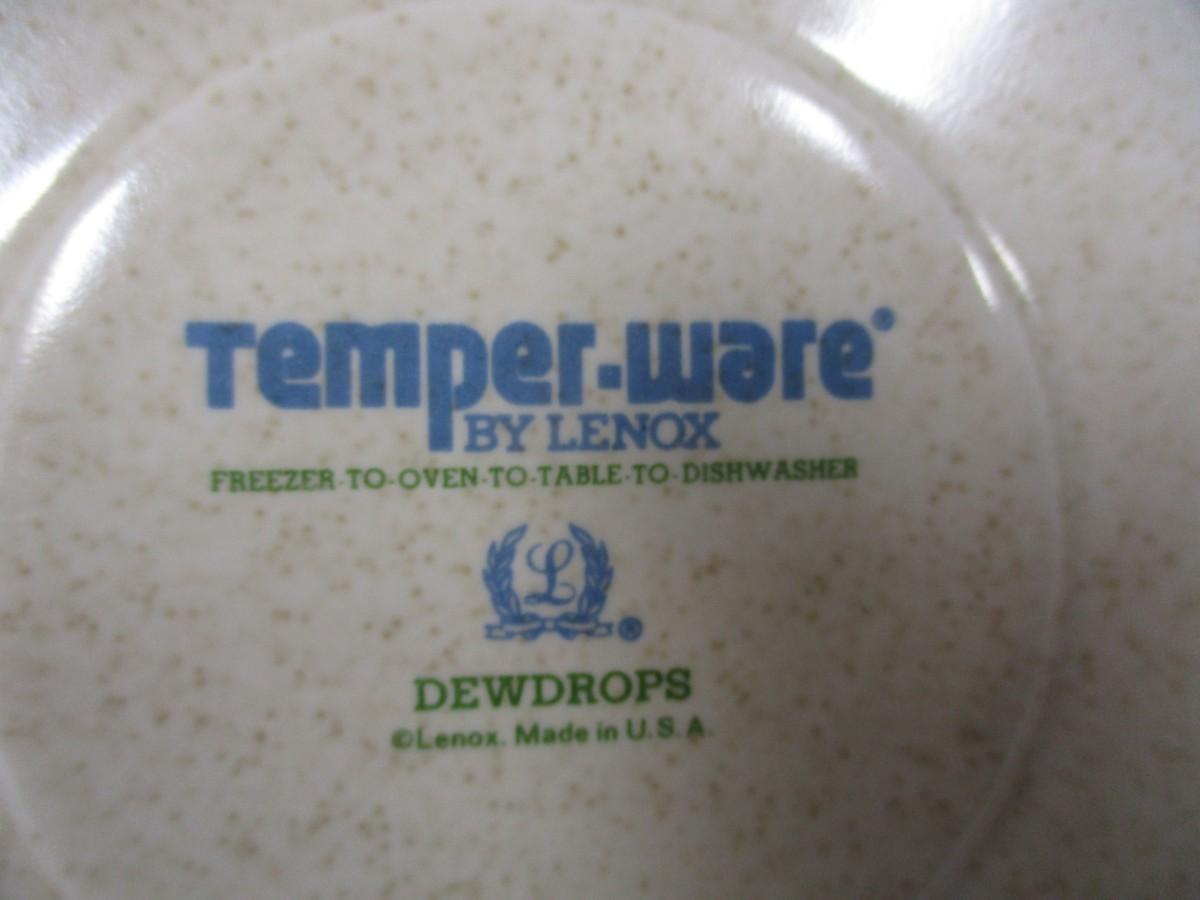 Temper-ware®
BY LENOX
FREEZER-TO-OVEN-TO-TABLE-TO-DISHWASHER
L ®
DEWDROPS
©Lenox. Made in U.S.A.